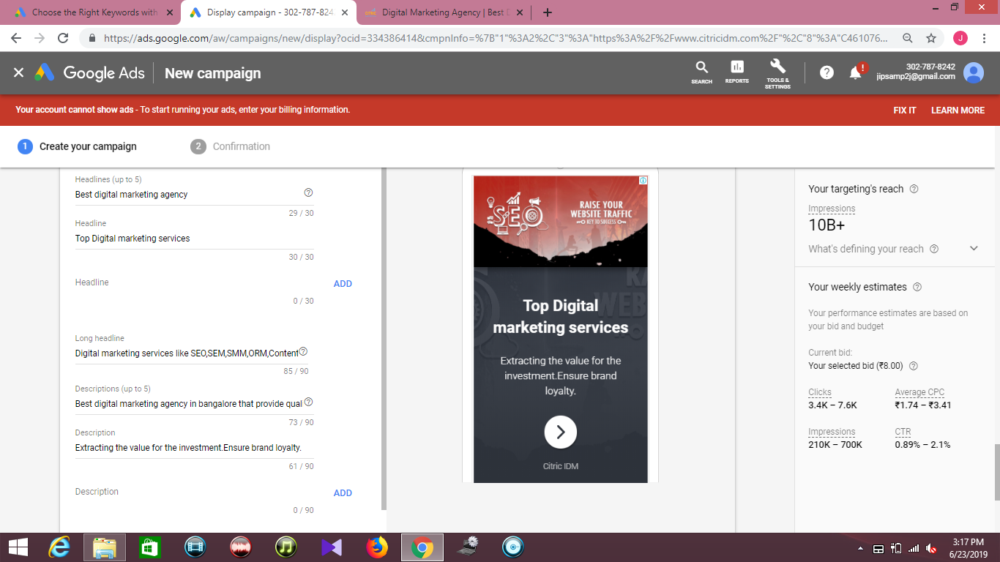 Choose the Right Keywords with
Display campaign - 302-787-824
Digital Marketing Agency | Best
https://ads.google.com/aw/campaigns/new/display?ocid=334386414&cmpnInfo=%7B"1"%3A2%2C"3"%3A"https%3A%2F%2Fwww.citricidm.com%2F"%2C"8"%3A"C461076...
J
Google Ads
New campaign
SEARCH
REPORTS
TOOLS &
SETTINGS
302-787-8242
jipsamp2j@gmail.com
Your account cannot show ads - To start running your ads, enter your billing information.
FIX IT
LEARN MORE
1 Create your campaign
2 Confirmation
Headlines (up to 5)
Best digital marketing agency
29 / 30
Headline
Top Digital marketing services
30 / 30
Headline
ADD
0 / 30
Long headline
Digital marketing services like SEO,SEM,SMM,ORM,Content
85 / 90
Descriptions (up to 5)
Best digital marketing agency in bangalore that provide qual
73 / 90
Description
Extracting the value for the investment.Ensure brand loyalty.
61 / 90
Description
ADD
0 / 90
SEO
RAISE YOUR
WEBSITE TRAFFIC
KEY TO SUCCESS
Top Digital
marketing services
Extracting the value for the
investment.Ensure brand
loyalty.
Citric IDM
Your targeting's reach
Impressions
10B+
What's defining your reach
Your weekly estimates
Your performance estimates are based on
your bid and budget
Current bid:
Your selected bid (₹8.00)
Clicks
Average CPC
3.4K – 7.6K
₹1.74 – ₹3.41
Impressions
CTR
210K – 700K
0.89% – 2.1%
3:17 PM
6/23/2019